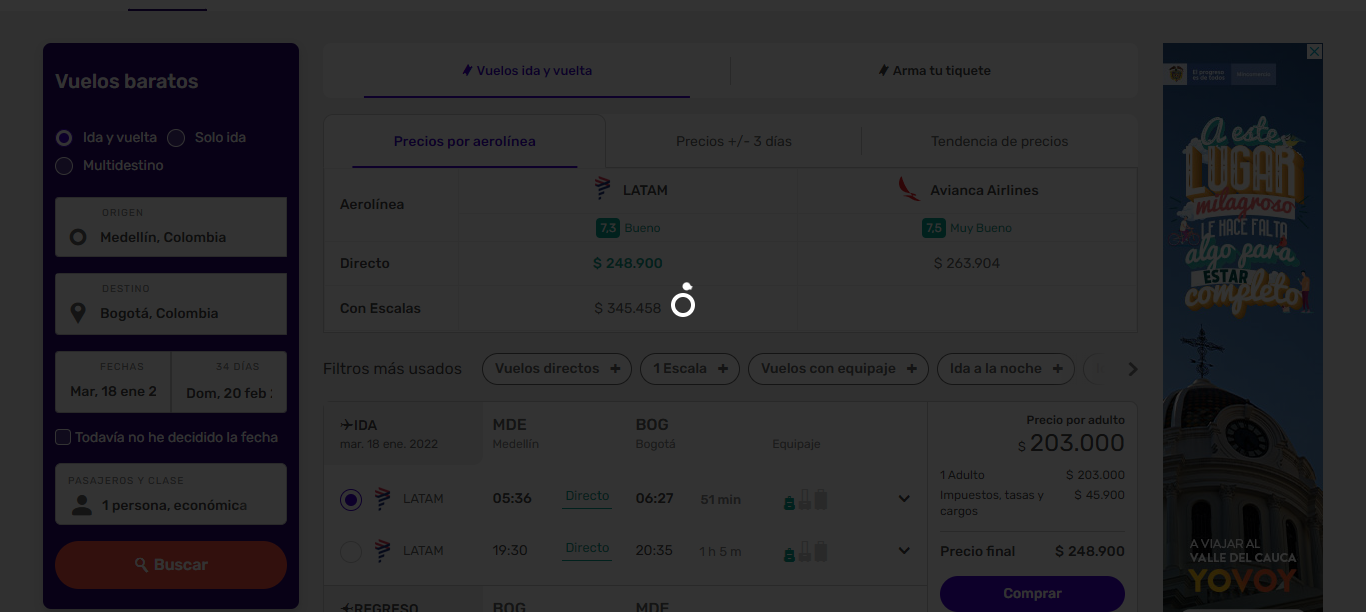 Vuelos baratos
Ida y vuelta
Solo ida
Multidestino
ORIGEN
Medellín, Colombia
DESTINO
Bogotá, Colombia
FECHAS
34 DÍAS
Mar, 18 ene 2
Dom, 20 feb
Todavía no he decidido la fecha
PASAJEROS Y CLASE
1 persona, económica
Buscar
Vuelos ida y vuelta
Arma tu tiquete
Precios por aerolínea
Precios +/- 3 días
Tendencia de precios
Aerolínea
LATAM
Avianca Airlines
7,3 Bueno
7,5 Muy Bueno
Directo
$ 248.900
$ 263.904
Con Escalas
$ 345.458
Filtros más usados
Vuelos directos +
1 Escala +
Vuelos con equipaje +
Ida a la noche +
IDA
MDE
BOG
mar. 18 ene. 2022
Medellín
Bogotá
Equipaje
LATAM
05:36
Directo
06:27
51 min
LATAM
19:30
Directo
20:35
1 h 5 m
REGRESO
BOG
MDE
Precio por adulto
$ 203.000
1 Adulto
$ 203.000
Impuestos, tasas y
cargos
$ 45.900
Precio final
$ 248.900
Comprar
El progreso
es de todos
A este
LUGAR
milagroso
LE HACE FALTA
algo para
ESTAR
completo
A VIAJAR AL
VALLE DEL CAUCA
YO VOY